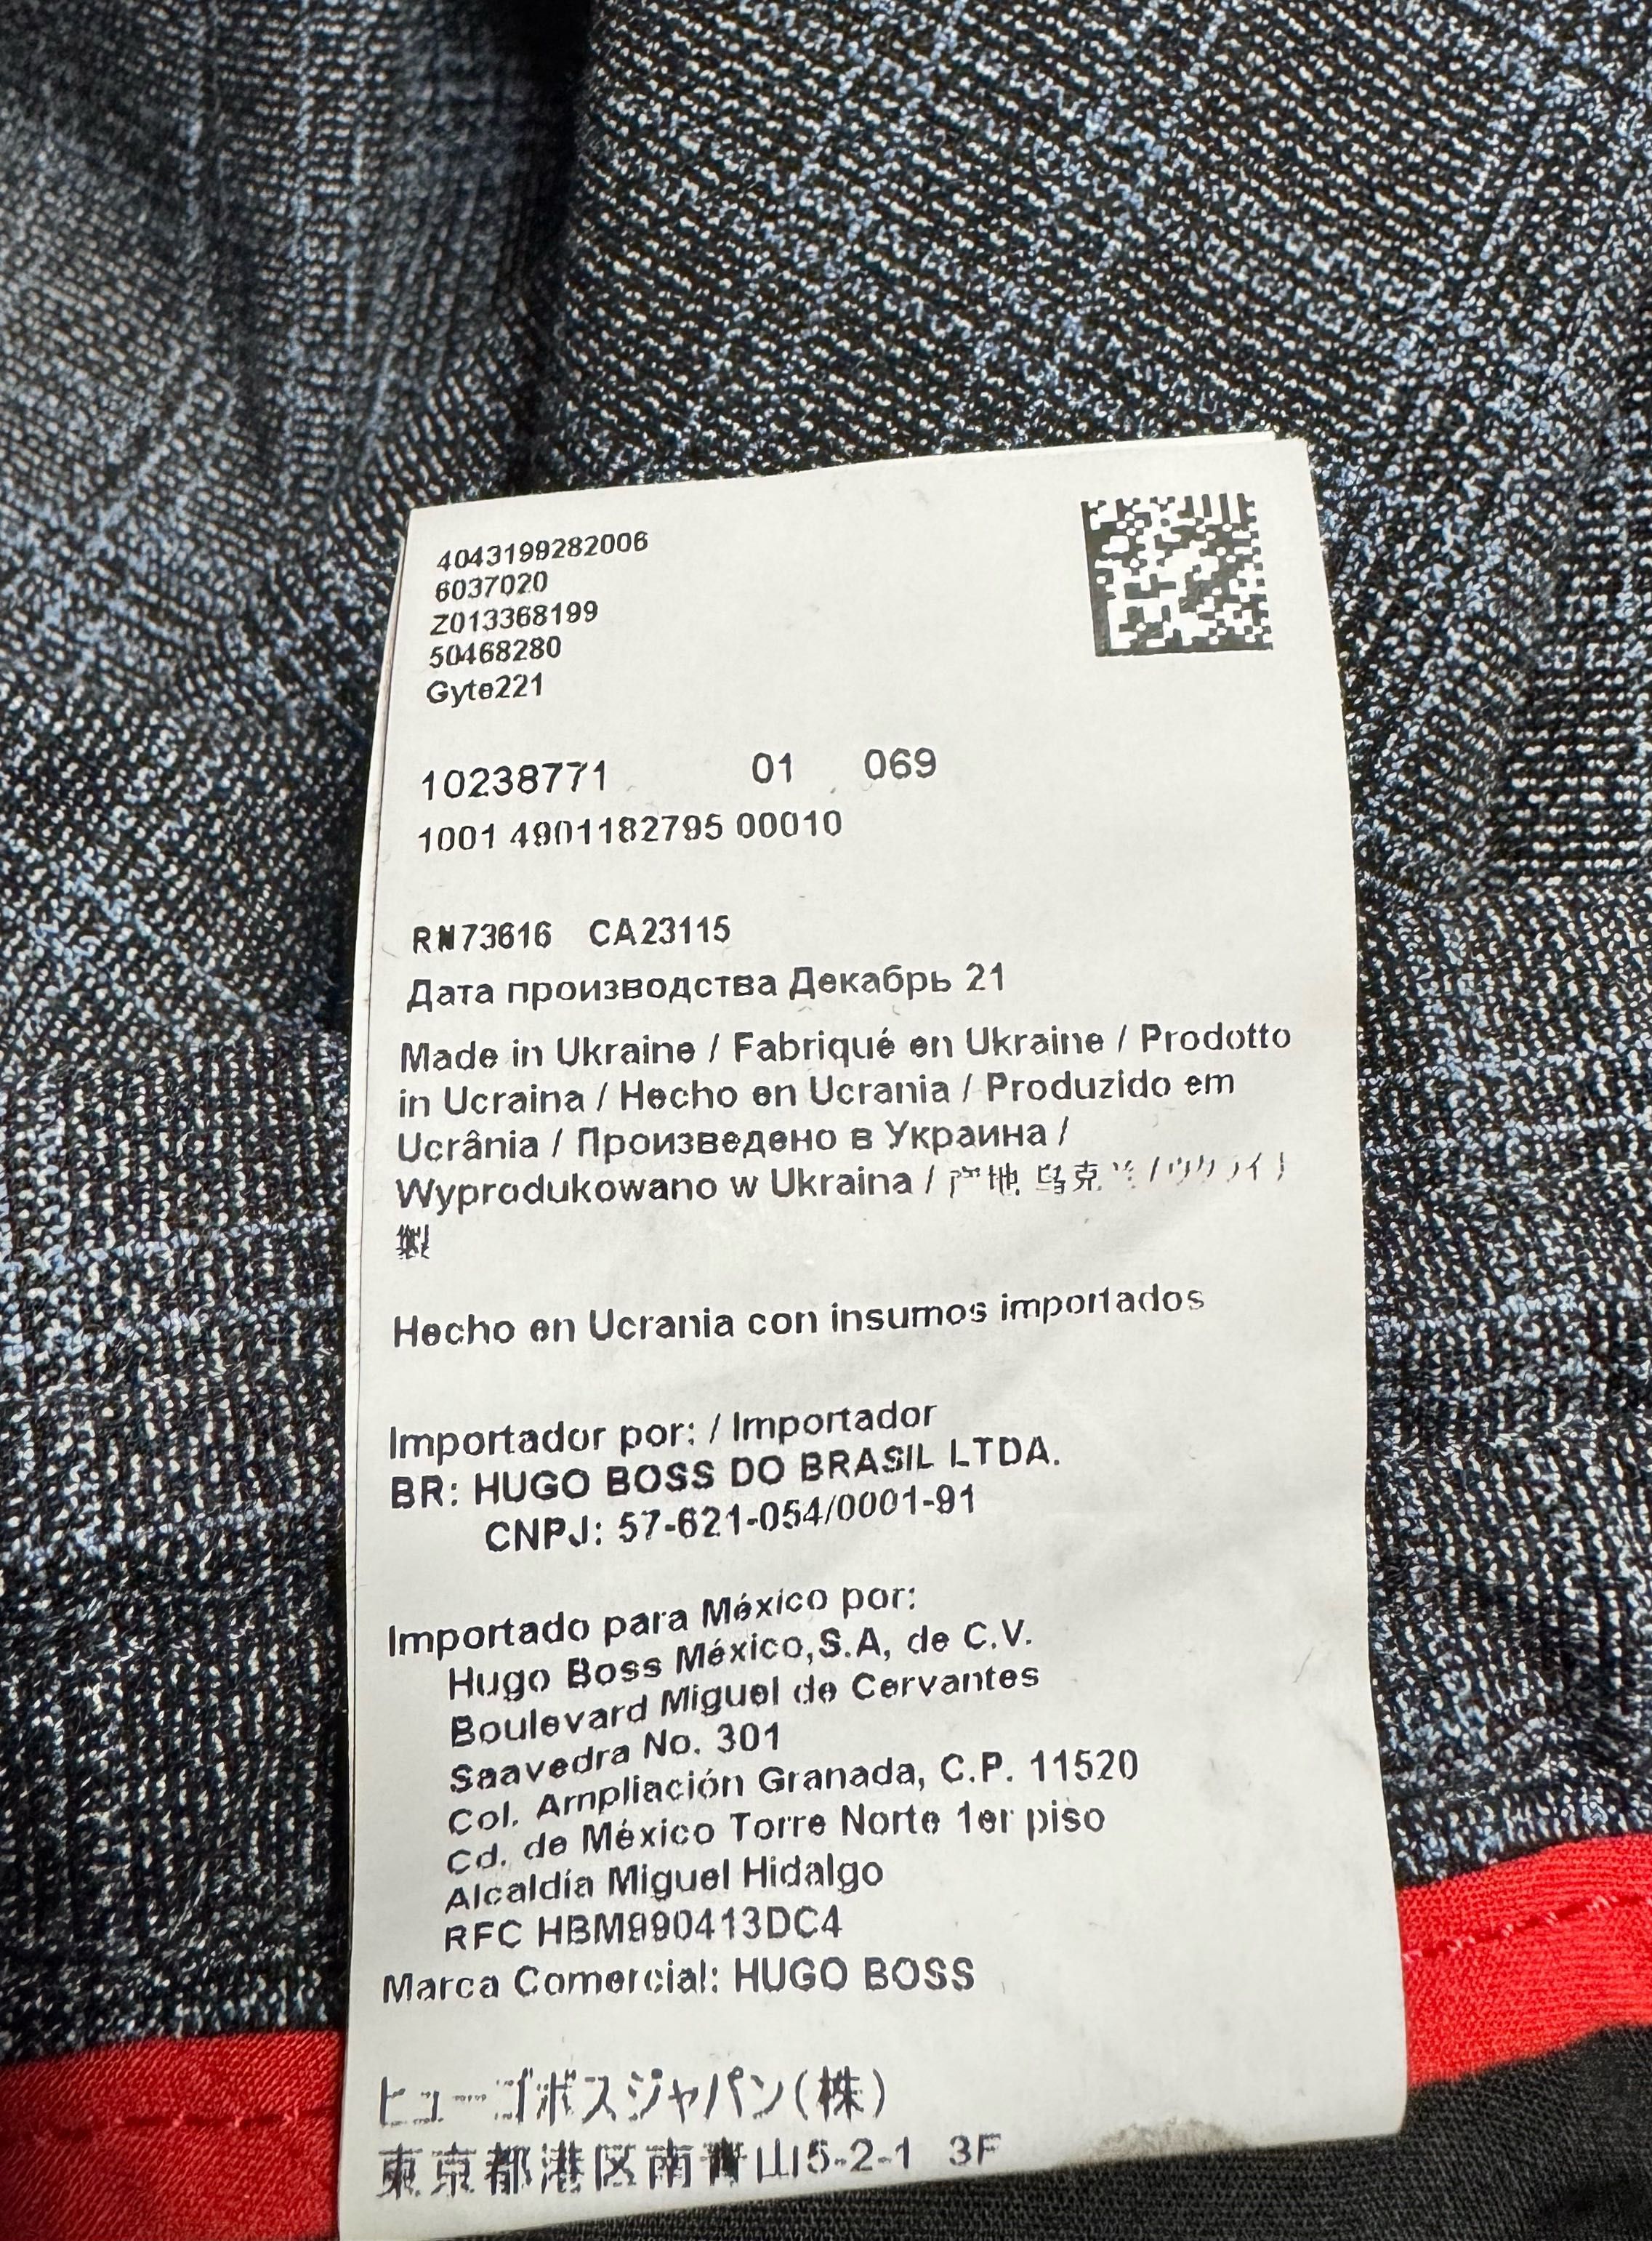 4043199282006
6037020
Z013368199
50468280
Gyte221
10238771 01 069
1001 4901182795 00010
RN73616 CA23115
Дата производства Декабрь 21
Made in Ukraine / Fabriqué en Ukraine / Prodotto
in Ucraina / Hecho en Ucrania / Produzido em
Ucrânia / Произведено в Украина /
Wyprodukowano w Ukraina / 产地 乌克
製
Hecho en Ucrania con insumos importados
Importador por: / Importador
BR: HUGO BOSS DO BRASIL LTDA.
CNPJ: 57-621-054/0001-91
Importado para México por:
Hugo Boss México,S.A, de C.V.
Boulevard Miguel de Cervantes
Saavedra No. 301
Col. Ampliación Granada, C.P. 11520
Cd. de México Torre Norte 1er piso
Alcaldía Miguel Hidalgo
RFC HBM990413DC4
Marca Comercial: HUGO BOSS
ヒューゴボスジャパン(株)
東京都港区南青山5-2-1 3F